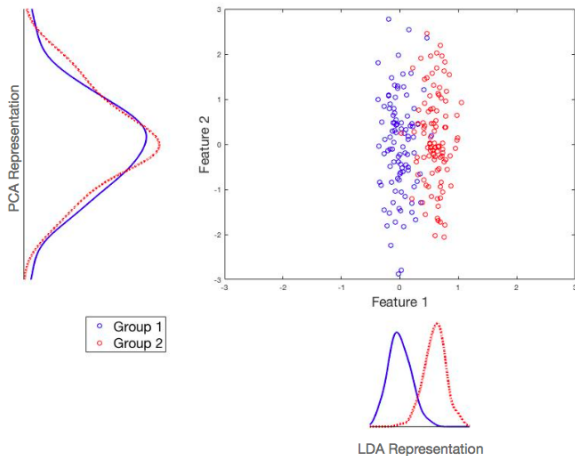 PCA Representation
Feature 2
3
2
1
0
-1
-2
-3
-3
-2
-1
0
1
2
3
Feature 1
Group 1
Group 2
LDA Representation